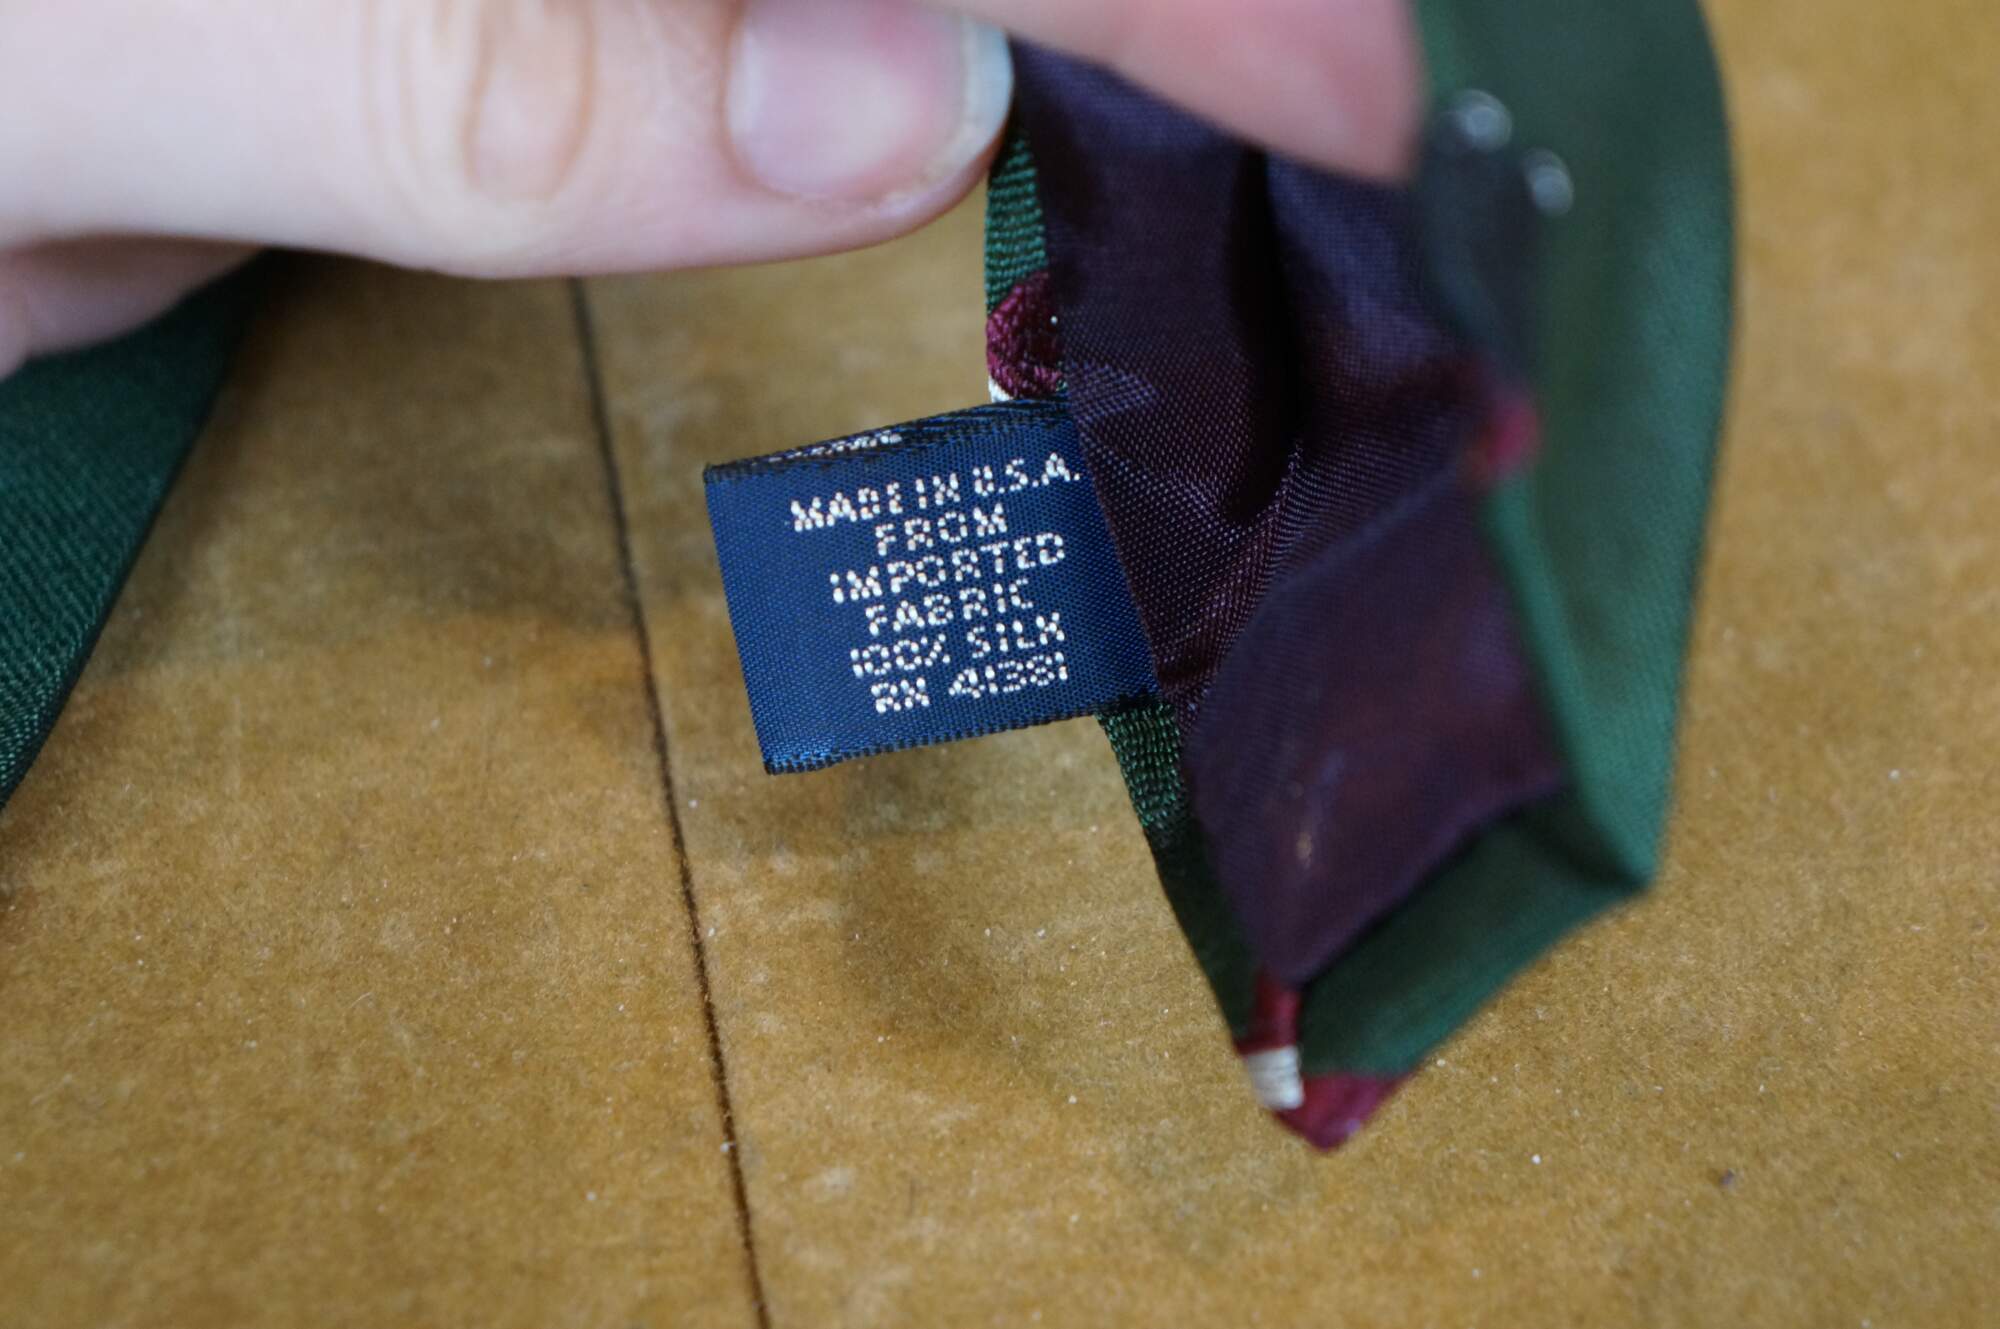 MADE IN U.S.A.
FROM
IMPORTED
FABRIC
100% SILK
RN 41381